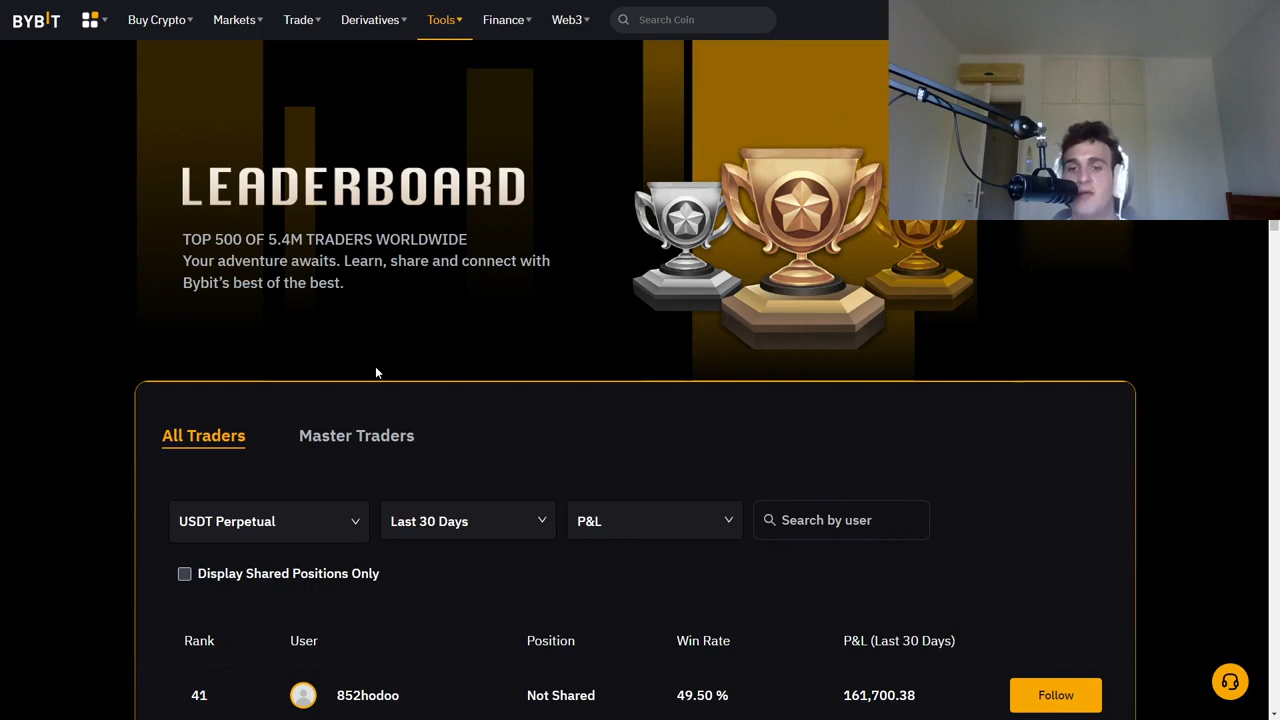 BYBIT Buy Crypto Markets Trade Derivatives Tools Finance Web3 Search Coin
LEADERBOARD
TOP 500 OF 5.4M TRADERS WORLDWIDE
Your adventure awaits. Learn, share and connect with
Bybit's best of the best.
All Traders Master Traders
USDT Perpetual Last 30 Days P&L Search by user
Display Shared Positions Only
Rank User Position Win Rate P&L (Last 30 Days)
41 852hodoo Not Shared 49.50 % 161,700.38 Follow